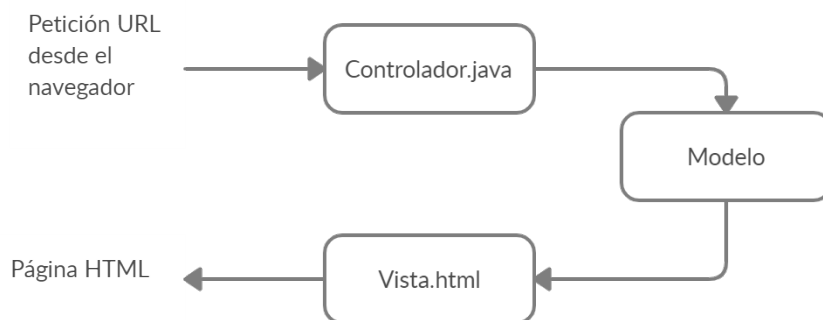 Petición URL
desde el
navegador
Controlador.java
Modelo
Vista.html
Página HTML